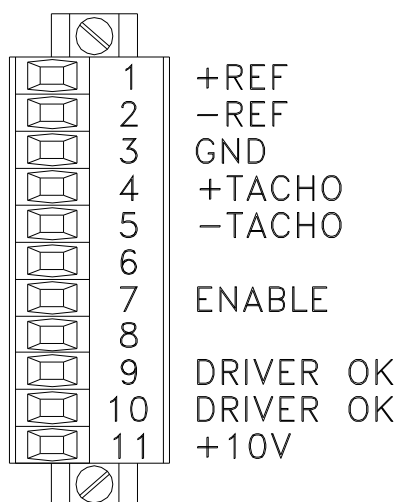 1 +REF
2 -REF
3 GND
4 +TACHO
5 -TACHO
6
7 ENABLE
8
9 DRIVER OK
10 DRIVER OK
11 +10V